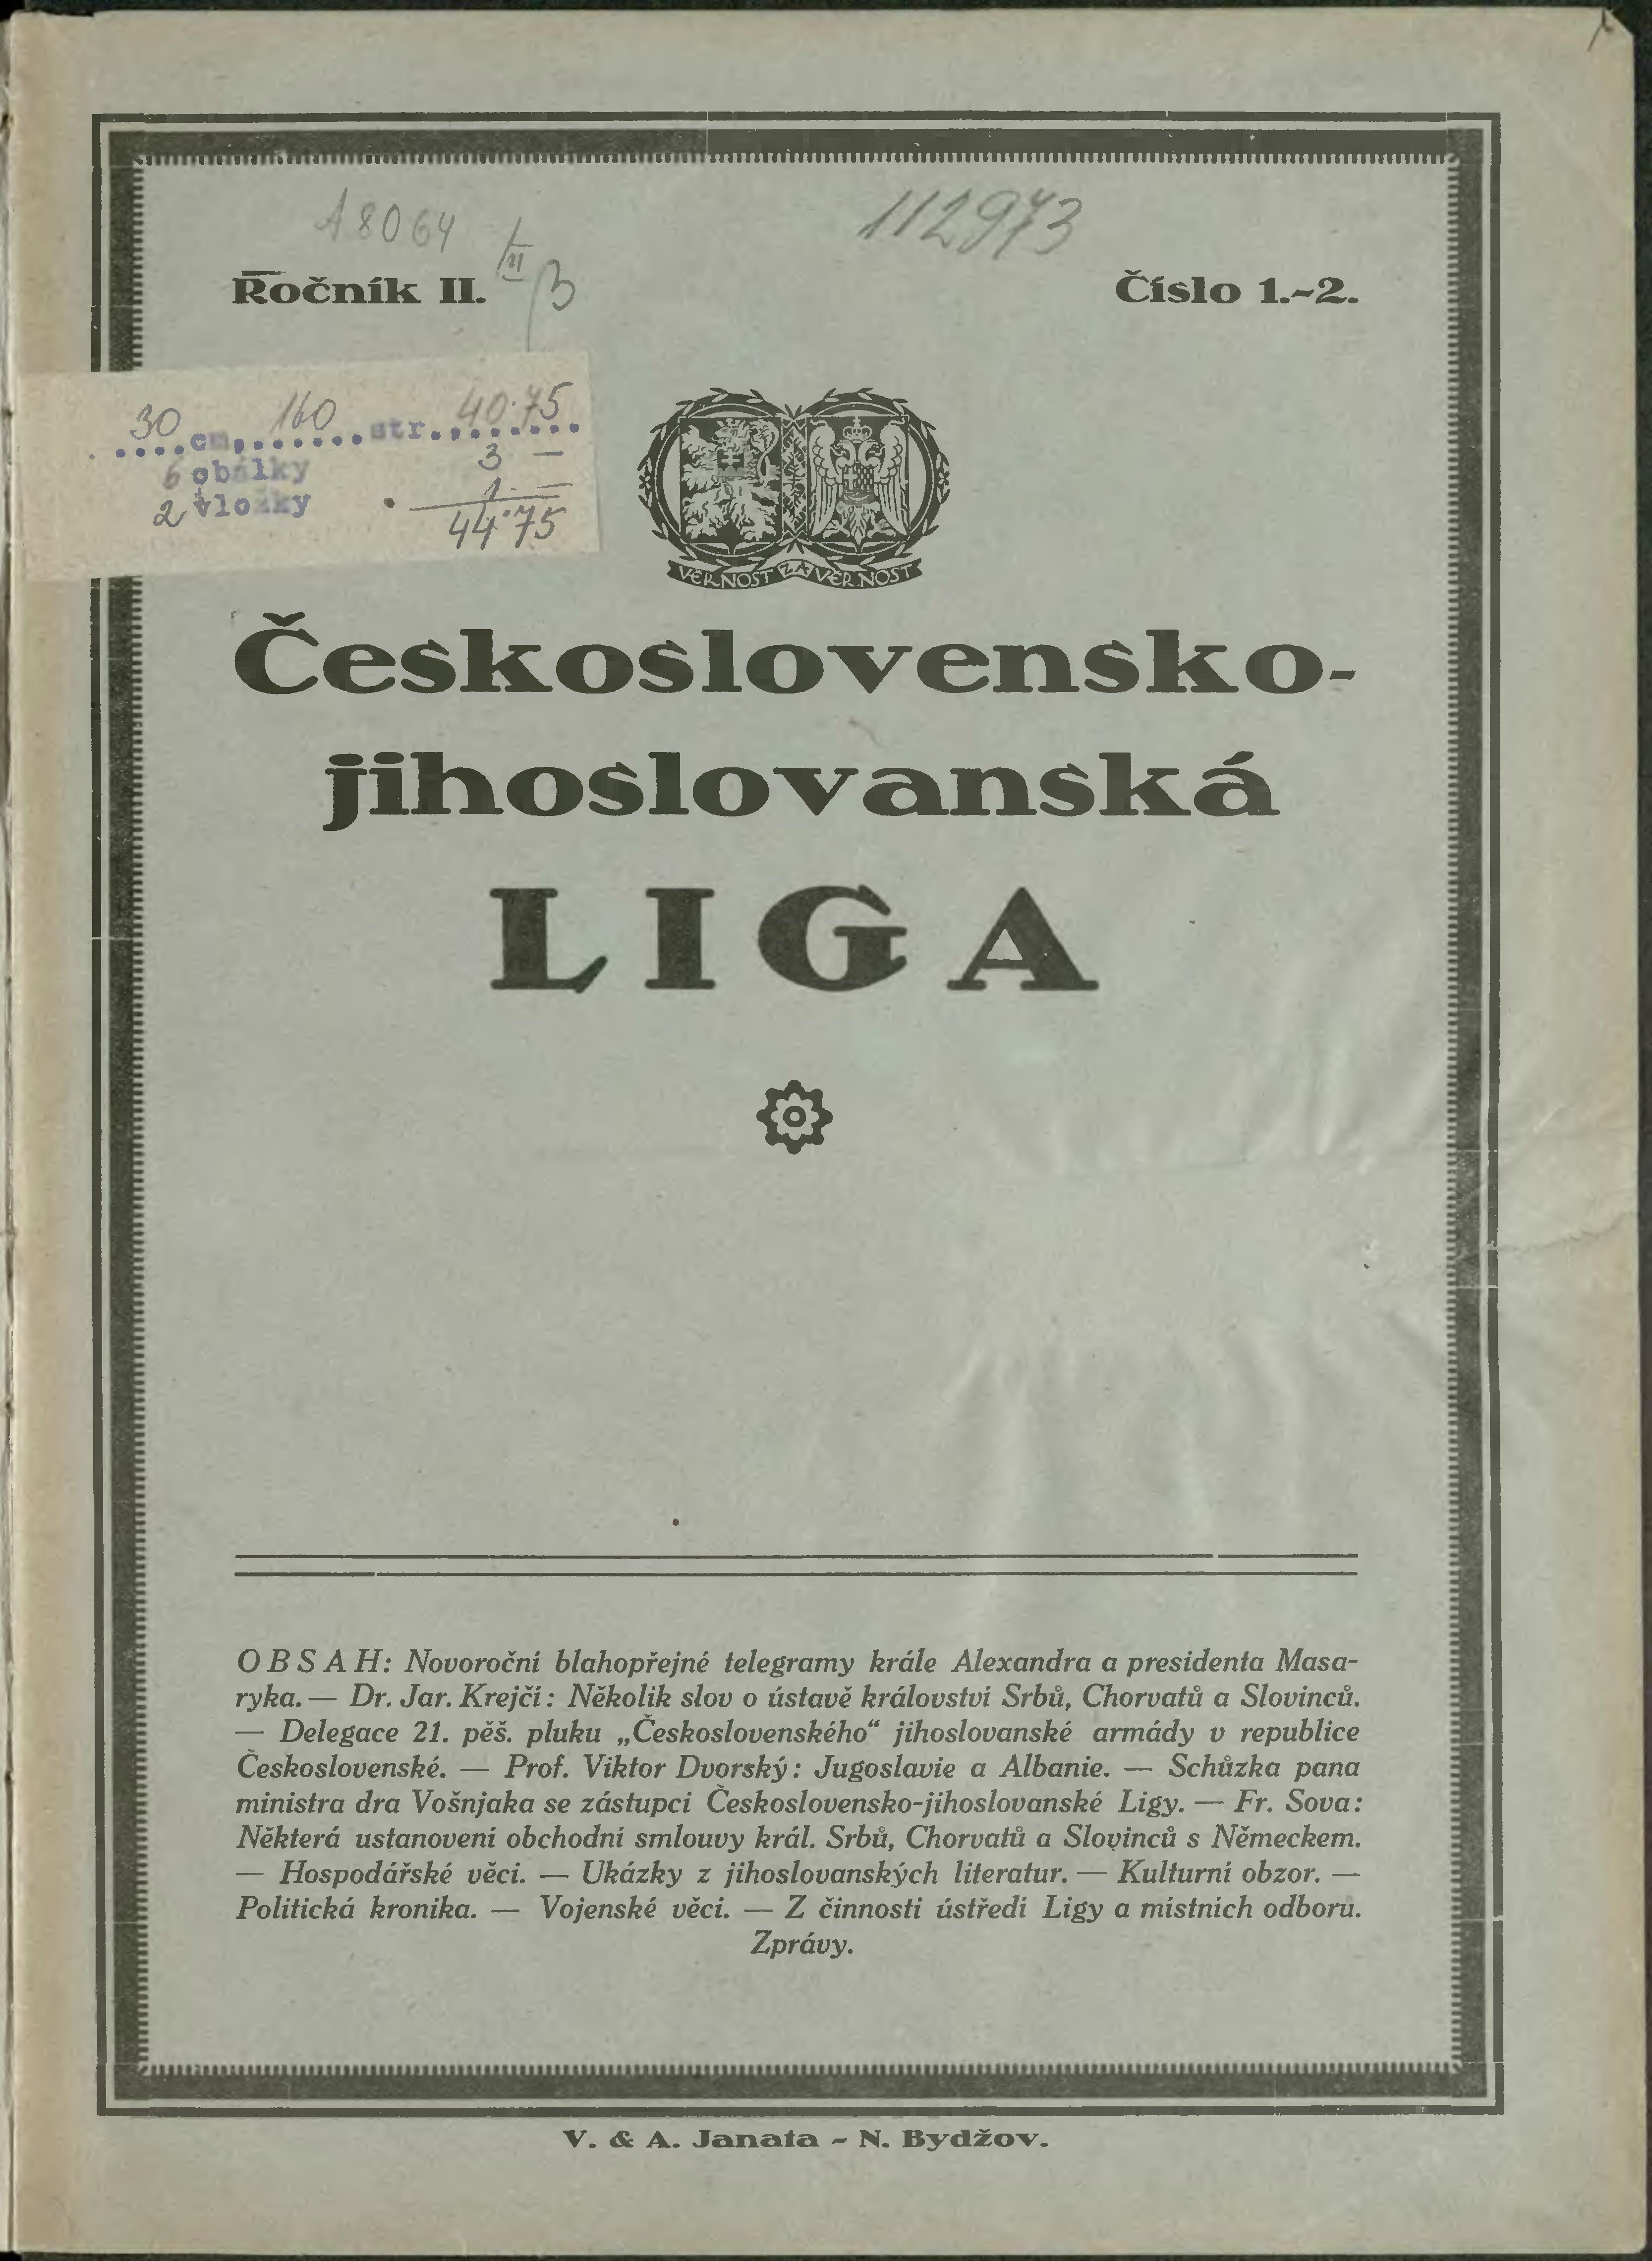 A 8064
112973
I/II
B
Ročník II.
Číslo 1.-2.
30 cm, 160 str. 40·75
6 obálky 3 —
2 vložky 1 —
44·75
VĚRNOST ZA VĚRNOST
Československo-
jihoslovanská
LIGA
OBSAH: Novoroční blahopřejné telegramy krále Alexandra a presidenta Masa-
ryka. — Dr. Jar. Krejčí: Několik slov o ústavě království Srbů, Chorvatů a Slovinců.
— Delegace 21. pěš. pluku „Československého“ jihoslovanské armády v republice
Československé. — Prof. Viktor Dvorský: Jugoslavie a Albanie. — Schůzka pana
ministra dra Vošnjaka se zástupci Československo-jihoslovanské Ligy. — Fr. Sova:
Některá ustanovení obchodní smlouvy král. Srbů, Chorvatů a Slovinců s Německem.
— Hospodářské věci. — Ukázky z jihoslovanských literatur. — Kulturní obzor. —
Politická kronika. — Vojenské věci. — Z činnosti ústředí Ligy a místních odborů.
Zprávy.
V. & A. Janata - N. Bydžov.